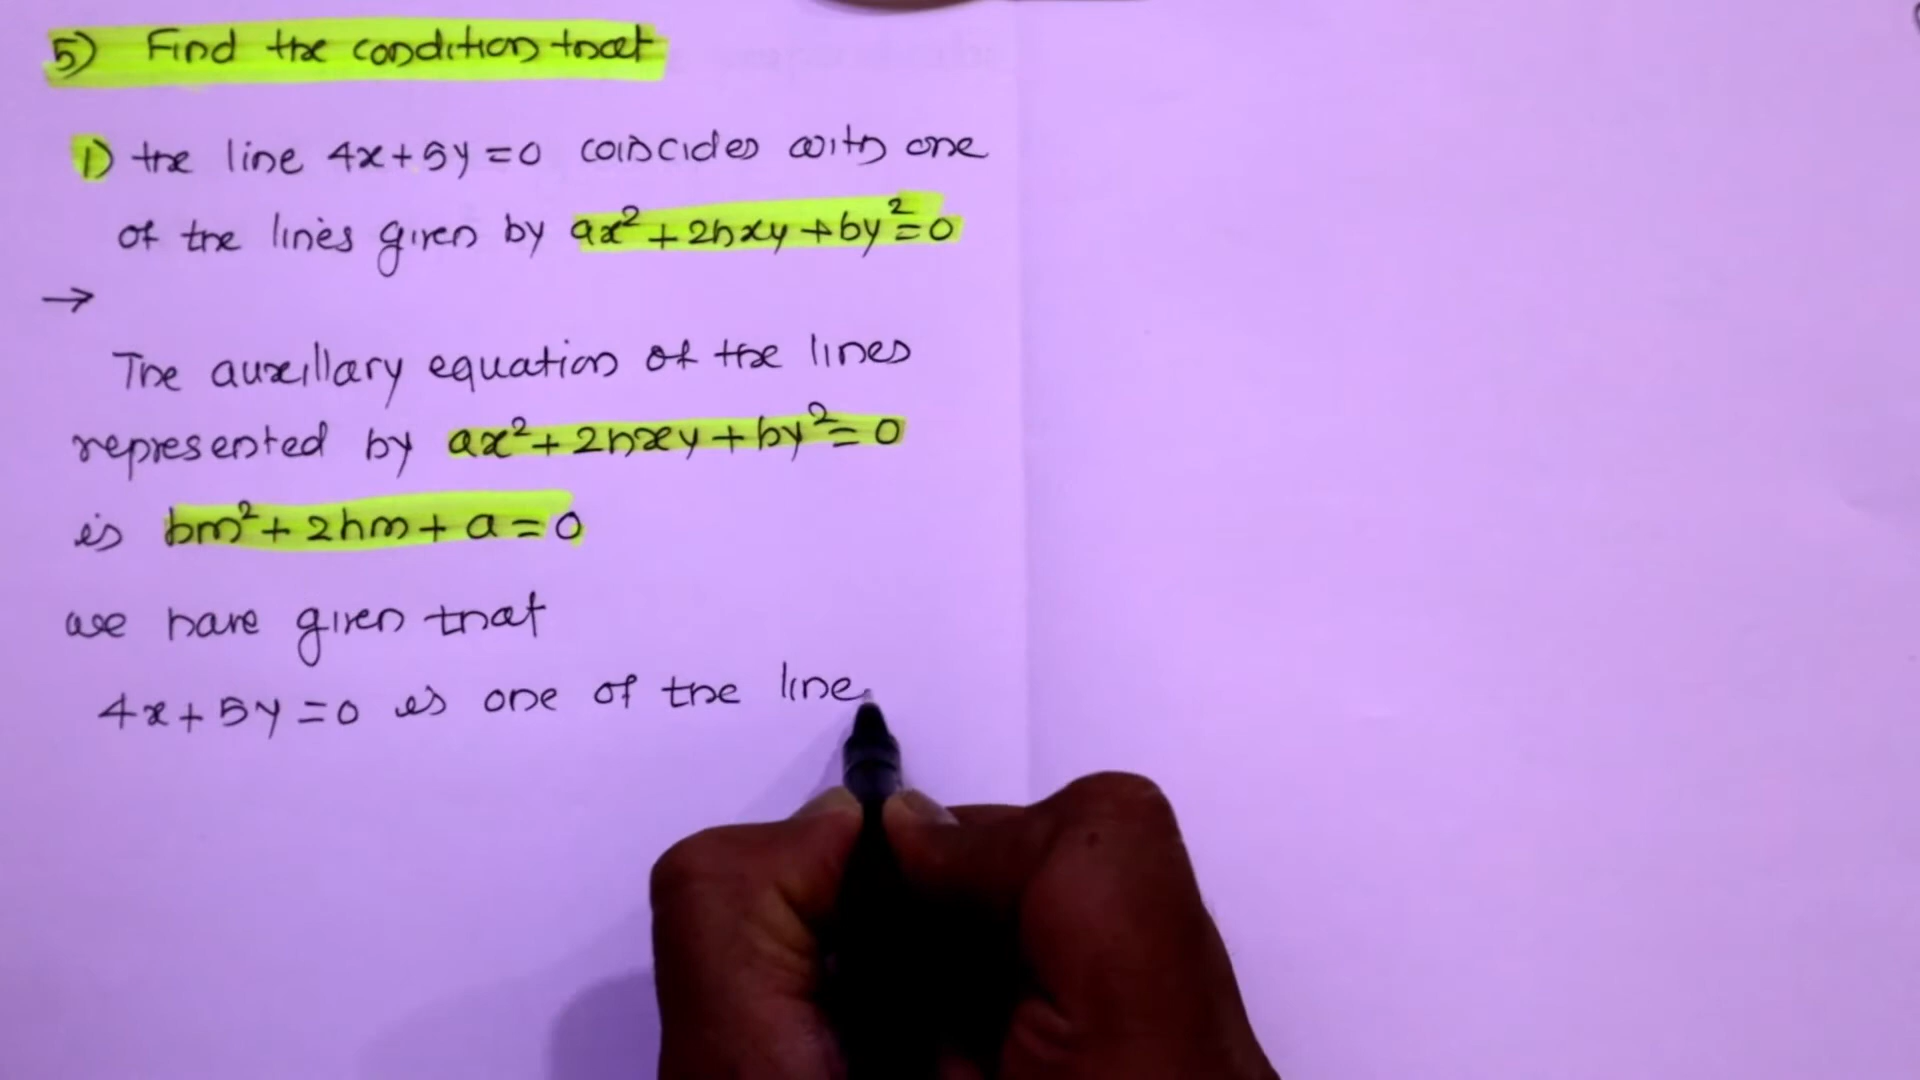 5) Find the condition that
1) the line 4x+5y=0 coincides with one
of the lines given by ax²+2hxy+by²=0
→
The auxillary equation of the lines
represented by ax²+2hxy+by²=0
is bm²+2hm+a=0
we have given that
4x+5y=0 is one of the line